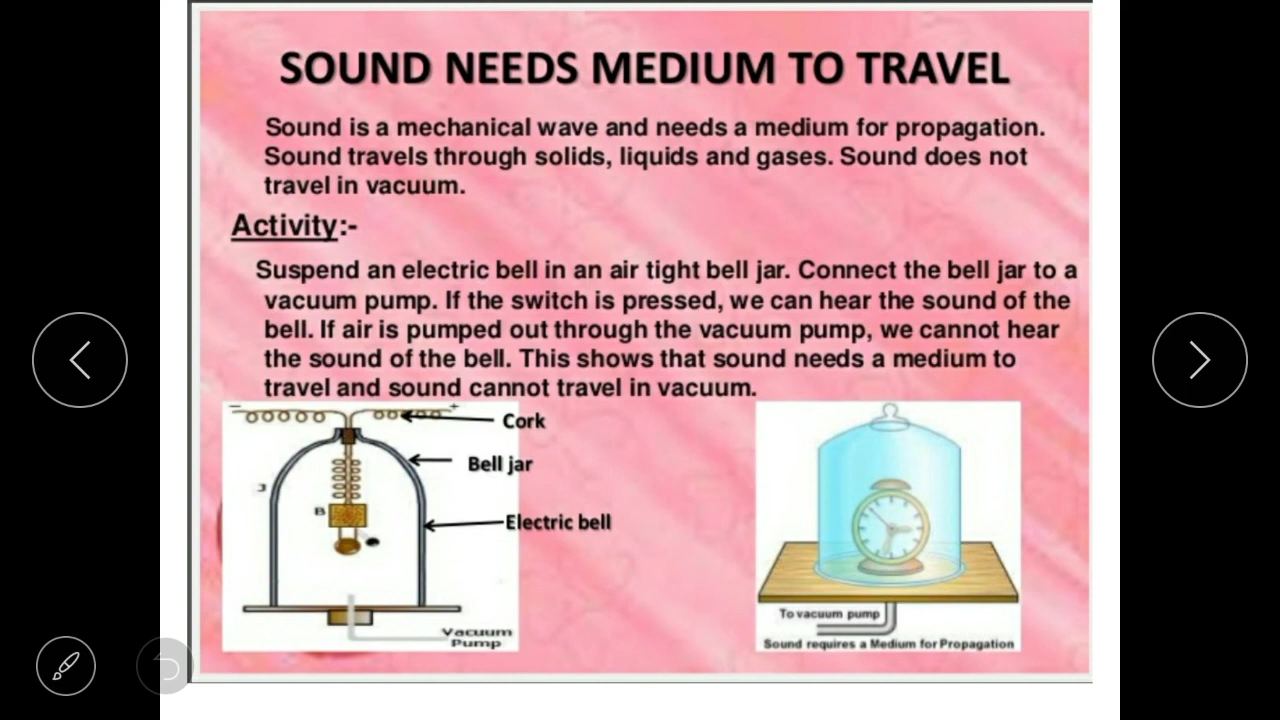 SOUND NEEDS MEDIUM TO TRAVEL
Sound is a mechanical wave and needs a medium for propagation.
Sound travels through solids, liquids and gases. Sound does not
travel in vacuum.
Activity:-
Suspend an electric bell in an air tight bell jar. Connect the bell jar to a
vacuum pump. If the switch is pressed, we can hear the sound of the
bell. If air is pumped out through the vacuum pump, we cannot hear
the sound of the bell. This shows that sound needs a medium to
travel and sound cannot travel in vacuum.
– +
Cork
Bell jar
J
B
Electric bell
Vacuum
Pump
To vacuum pump
Sound requires a Medium for Propagation